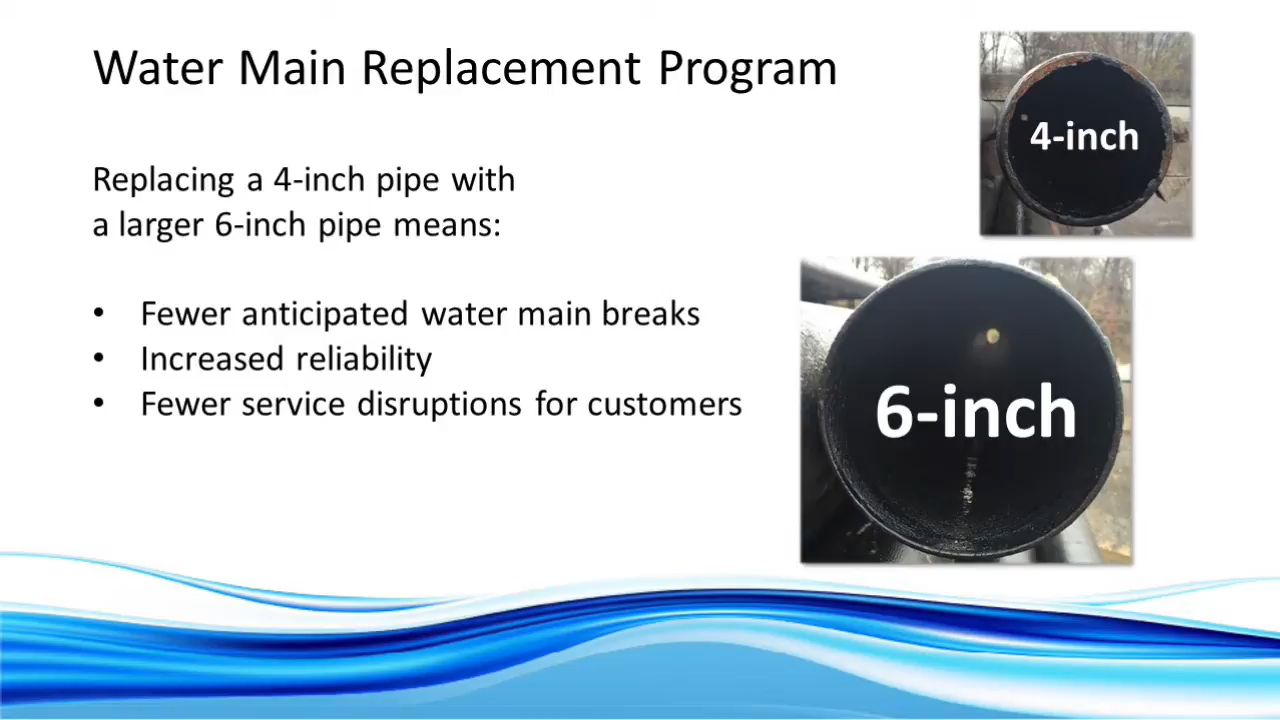 Water Main Replacement Program
4-inch
Replacing a 4-inch pipe with
a larger 6-inch pipe means:
• Fewer anticipated water main breaks
• Increased reliability
• Fewer service disruptions for customers
6-inch